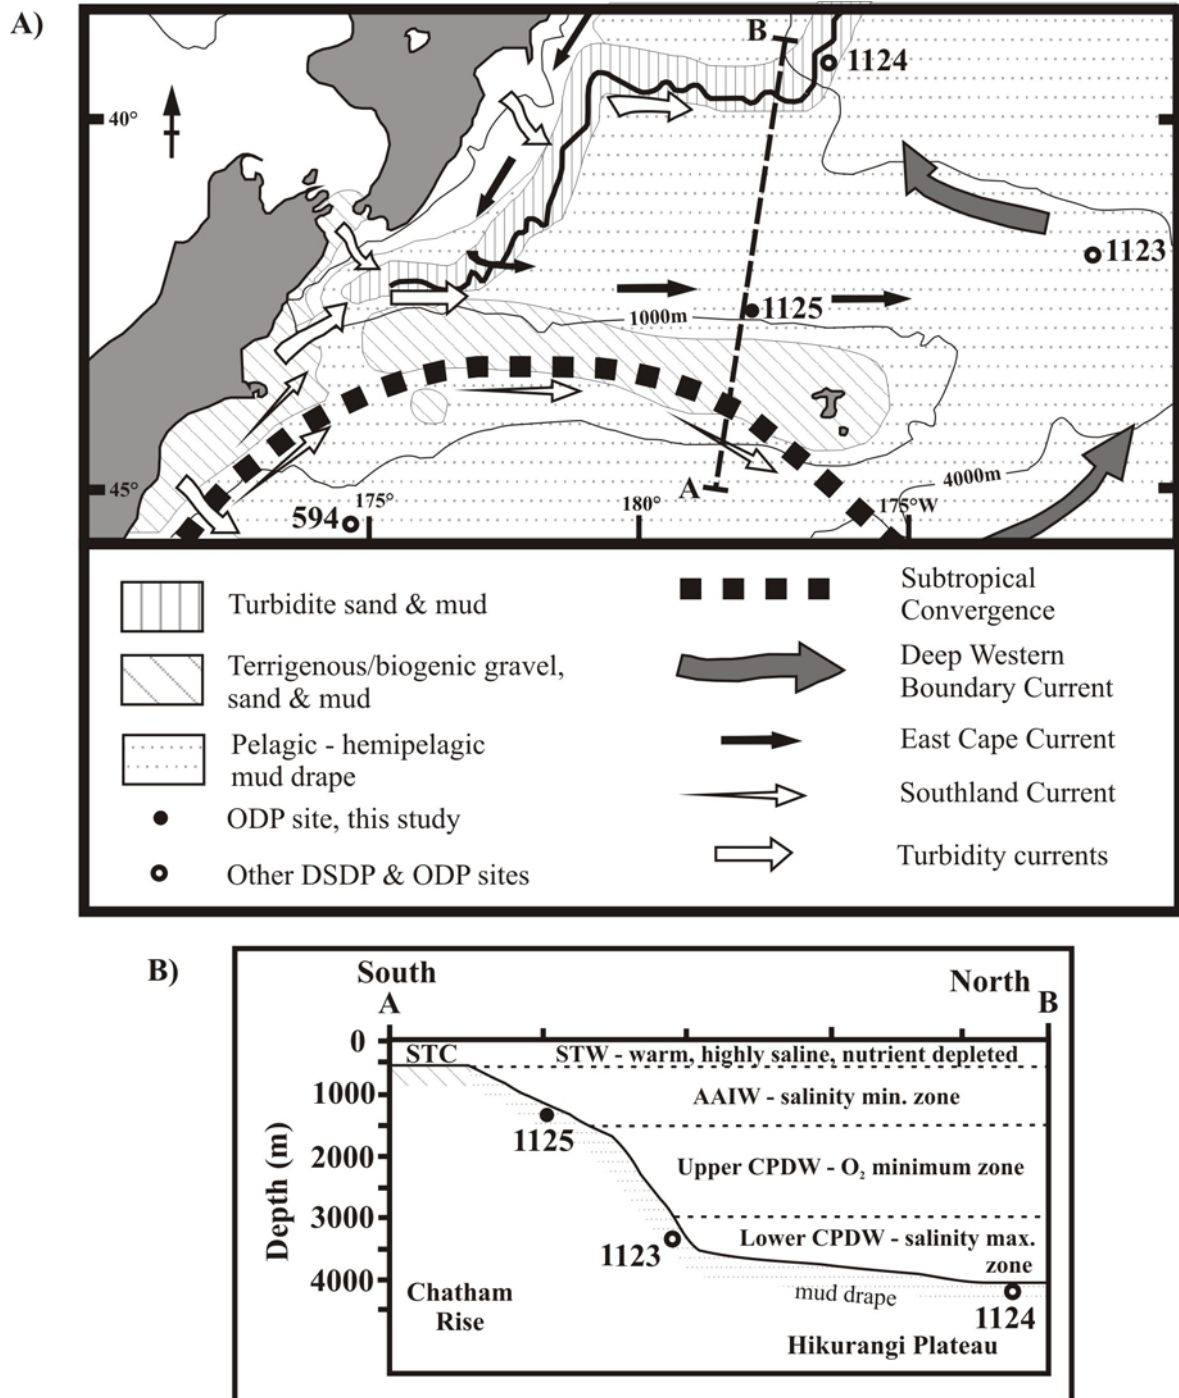 A)
B
1124
40°
1123
1125
1000m
4000m
A
175°
180°
175°W
594
Turbidite sand & mud
Terrigenous/biogenic gravel,
sand & mud
Pelagic - hemipelagic
mud drape
ODP site, this study
Other DSDP & ODP sites
Subtropical
Convergence
Deep Western
Boundary Current
East Cape Current
Southland Current
Turbidity currents
45°
B)
South
A
North
B
Depth (m)
0
1000
2000
3000
4000
STC
STW - warm, highly saline, nutrient depleted
AAIW - salinity min. zone
1125
Upper CPDW - O₂ minimum zone
Lower CPDW - salinity max.
zone
1123
mud drape
1124
Chatham
Rise
Hikurangi Plateau